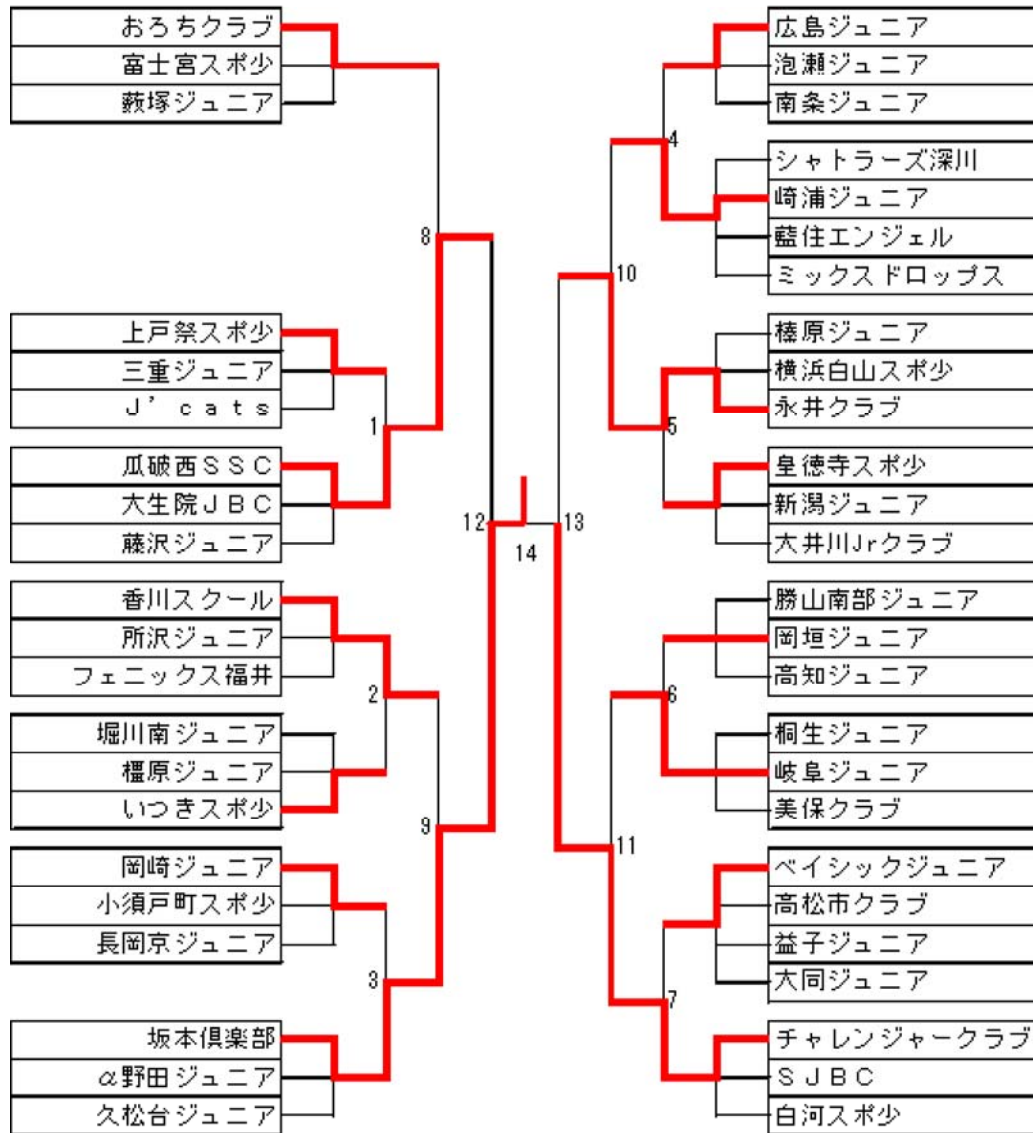 おろちクラブ
富士宮スポ少
藪塚ジュニア
上戸祭スポ少
三重ジュニア
J’cats
瓜破西SSC
大生院JBC
藤沢ジュニア
香川スクール
所沢ジュニア
フェニックス福井
堀川南ジュニア
橿原ジュニア
いつきスポ少
岡崎ジュニア
小須戸町スポ少
長岡京ジュニア
坂本倶楽部
α野田ジュニア
久松台ジュニア
8
1
2
9
3
12
14
13
10
4
5
6
11
7
広島ジュニア
泡瀬ジュニア
南条ジュニア
シャトラーズ深川
崎浦ジュニア
藍住エンジェル
ミックスドロップス
榛原ジュニア
横浜白山スポ少
永井クラブ
皇徳寺スポ少
新潟ジュニア
大井川Jrクラブ
勝山南部ジュニア
岡垣ジュニア
高知ジュニア
桐生ジュニア
岐阜ジュニア
美保クラブ
ベイシックジュニア
高松市クラブ
益子ジュニア
大同ジュニア
チャレンジャークラブ
SJBC
白河スポ少